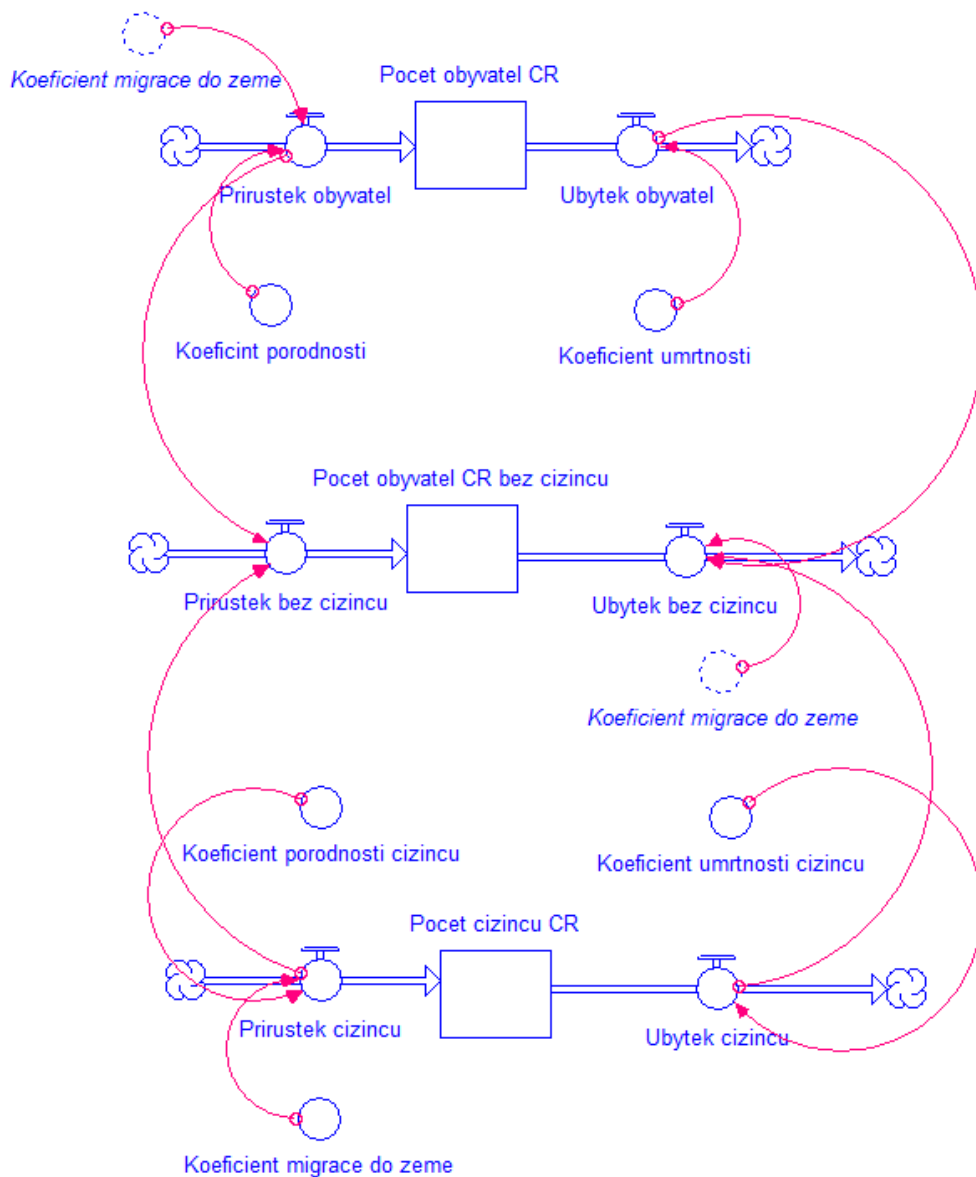 Koeficient migrace do zeme
Pocet obyvatel CR
Prirustek obyvatel
Ubytek obyvatel
Koeficint porodnosti
Koeficient umrtnosti
Pocet obyvatel CR bez cizincu
Prirustek bez cizincu
Ubytek bez cizincu
Koeficient migrace do zeme
Koeficient porodnosti cizincu
Koeficient umrtnosti cizincu
Pocet cizincu CR
Prirustek cizincu
Ubytek cizincu
Koeficient migrace do zeme